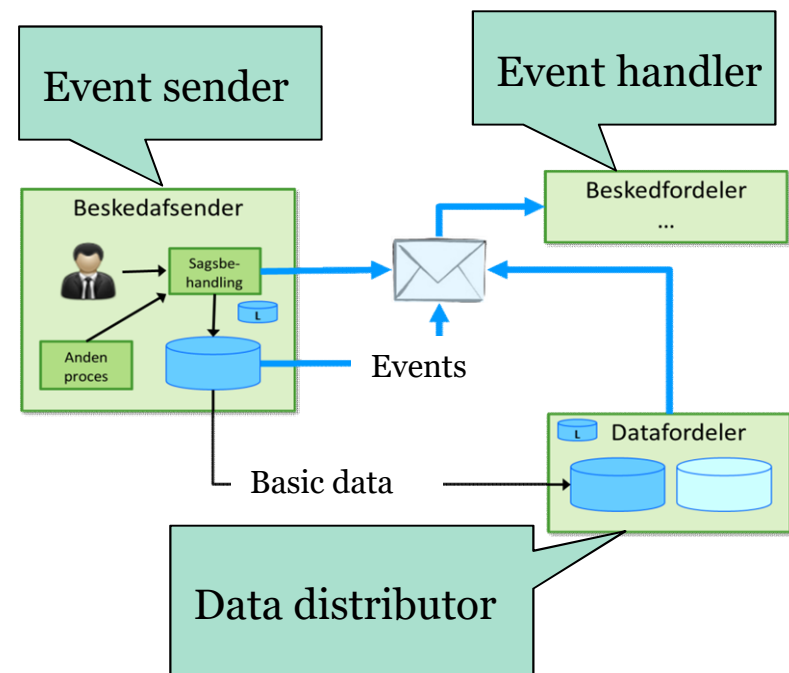 Event sender
Event handler
Beskedafsender
Sagsbe-
handling
L
Anden
proces
Beskedfordeler
...
Events
Basic data
L
Datafordeler
Data distributor